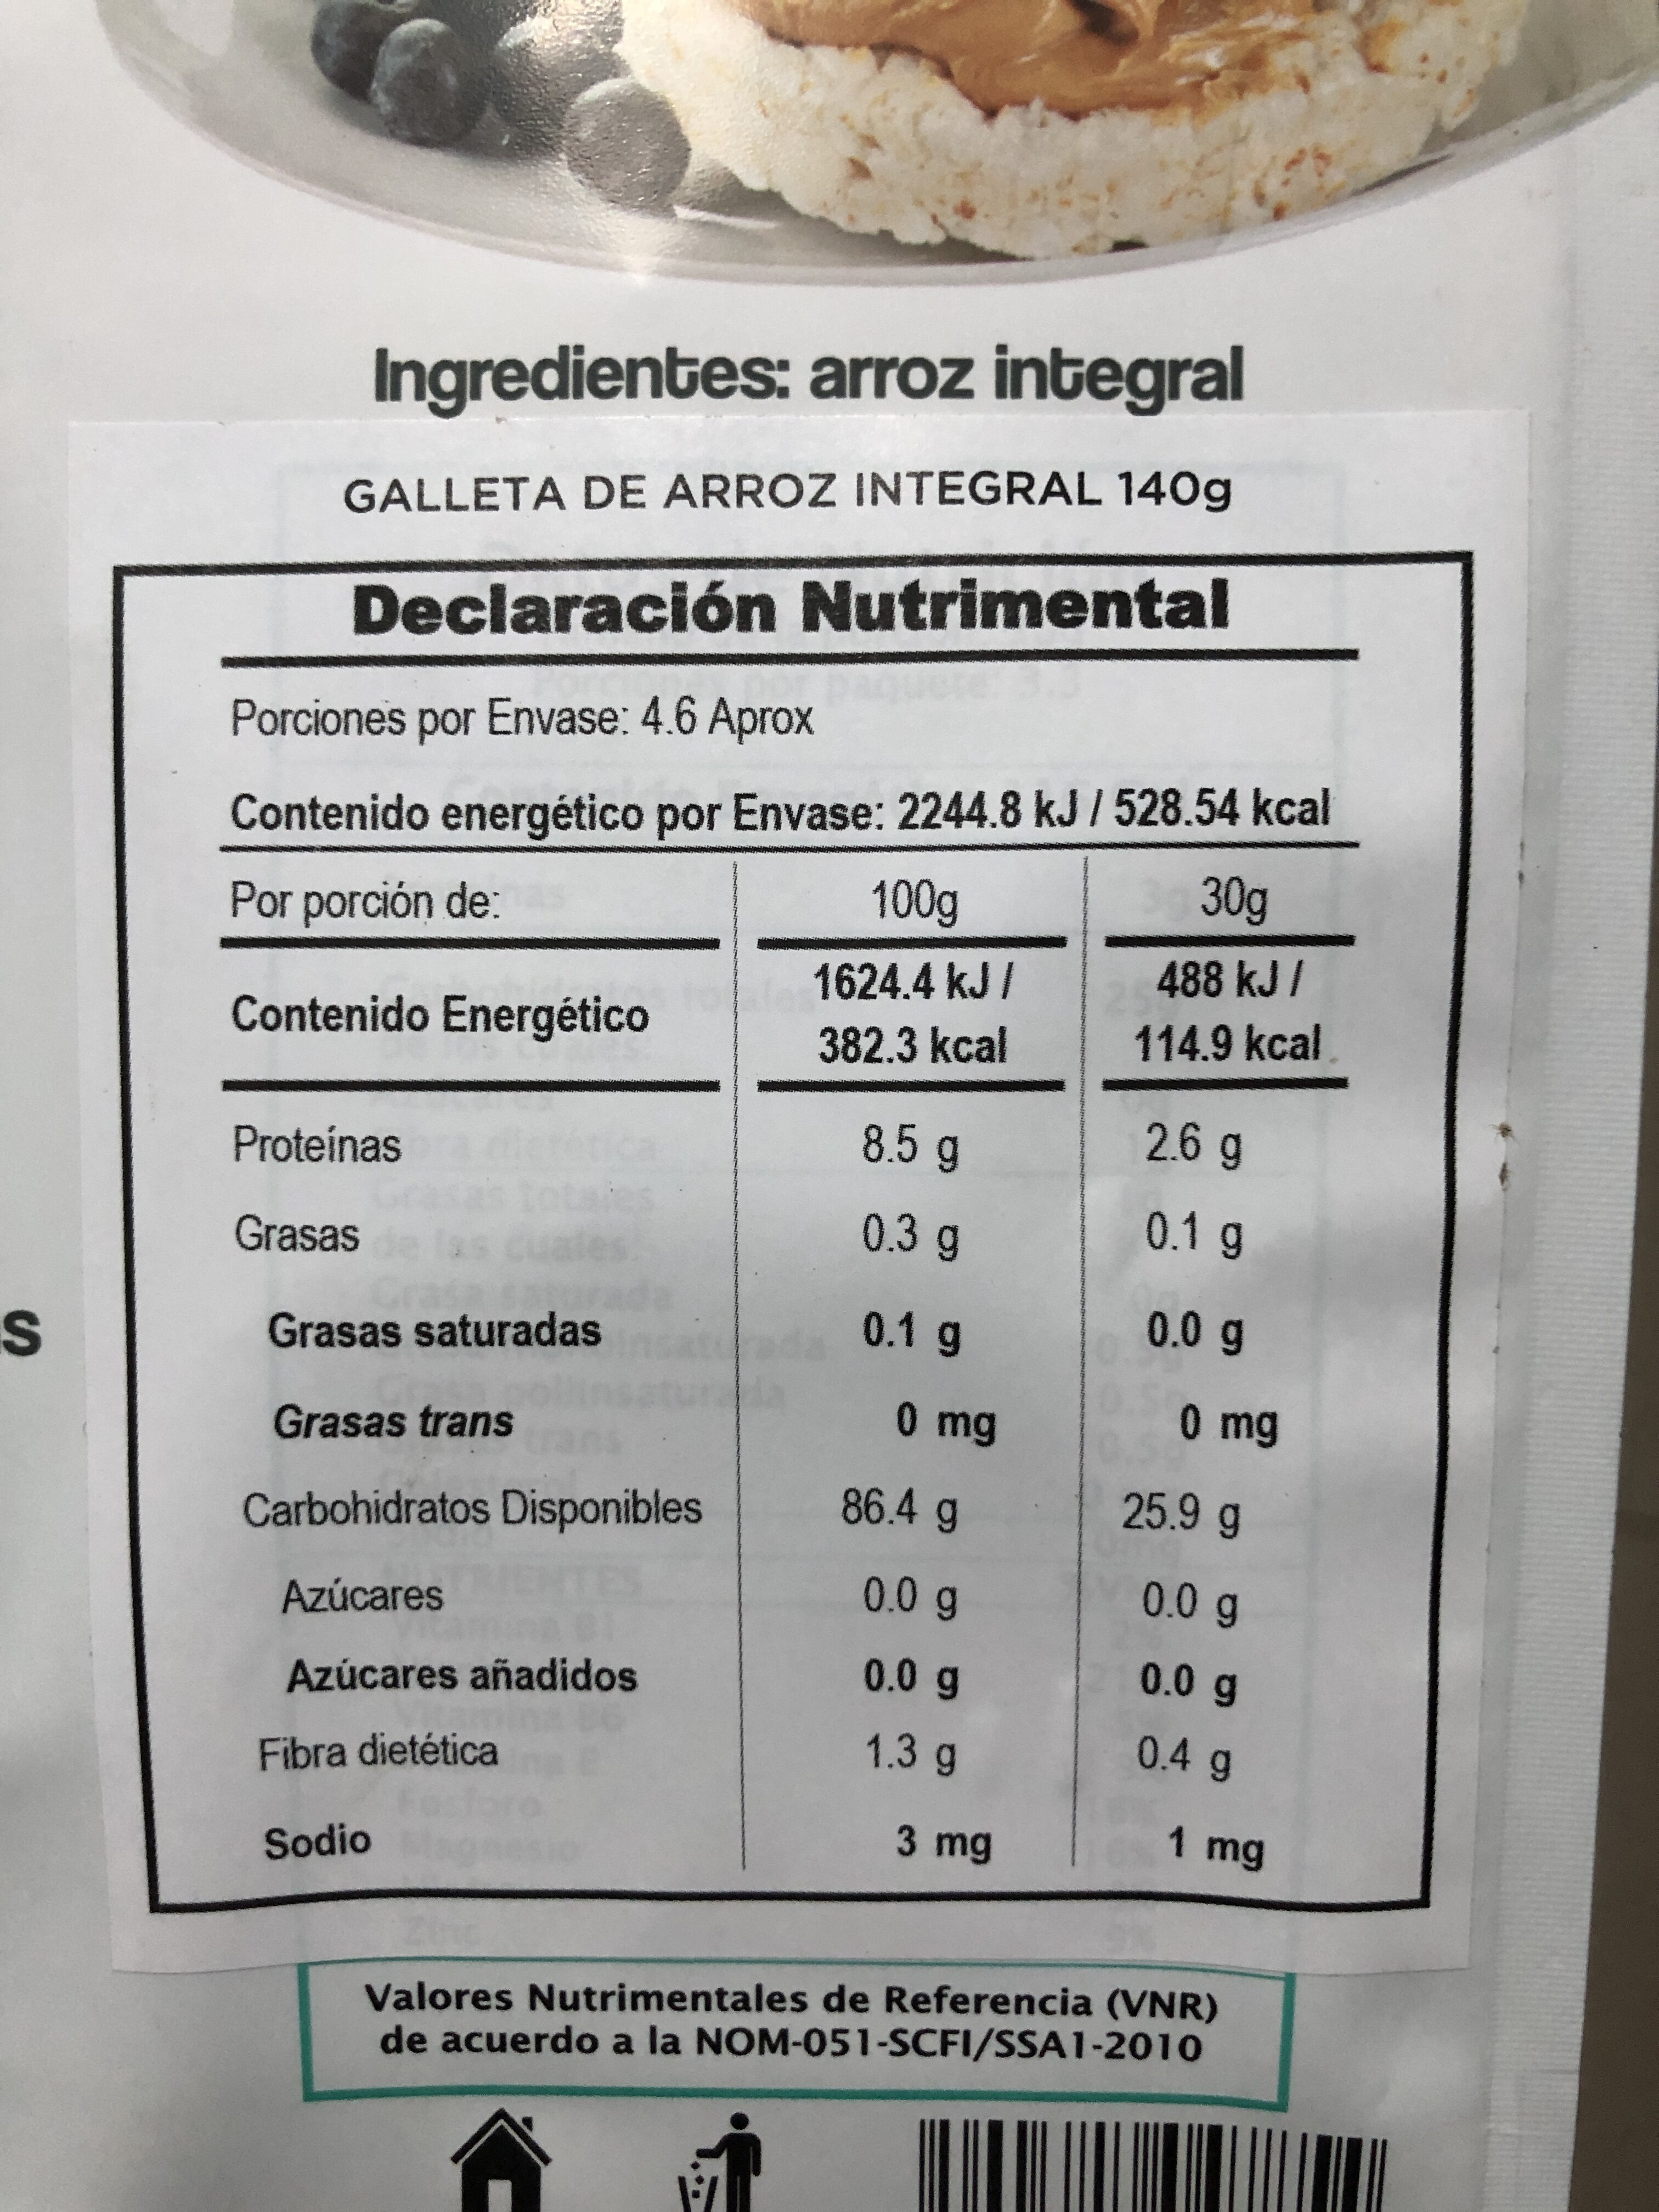 Ingredientes: arroz integral
GALLETA DE ARROZ INTEGRAL 140g
Declaración Nutrimental
Porciones por Envase: 4.6 Aprox
Contenido energético por Envase: 2244.8 kJ / 528.54 kcal
Por porción de: 100g 30g
Contenido Energético 1624.4 kJ / 382.3 kcal 488 kJ / 114.9 kcal
Proteínas 8.5 g 2.6 g
Grasas 0.3 g 0.1 g
Grasas saturadas 0.1 g 0.0 g
Grasas trans 0 mg 0 mg
Carbohidratos Disponibles 86.4 g 25.9 g
Azúcares 0.0 g 0.0 g
Azúcares añadidos 0.0 g 0.0 g
Fibra dietética 1.3 g 0.4 g
Sodio 3 mg 1 mg
Valores Nutrimentales de Referencia (VNR)
de acuerdo a la NOM-051-SCFI/SSA1-2010